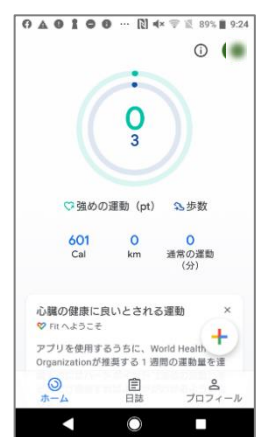 89% 9:24
0
3
強めの運動 (pt) 歩数
601 0 0
Cal km 通常の運動
(分)
心臓の健康に良いとされる
運動 ×
Fit へようこそ
アプリを使用するうちに、World Health
Organizationが推奨する 1 週間の運動量を達
ホーム 日誌 プロフィール